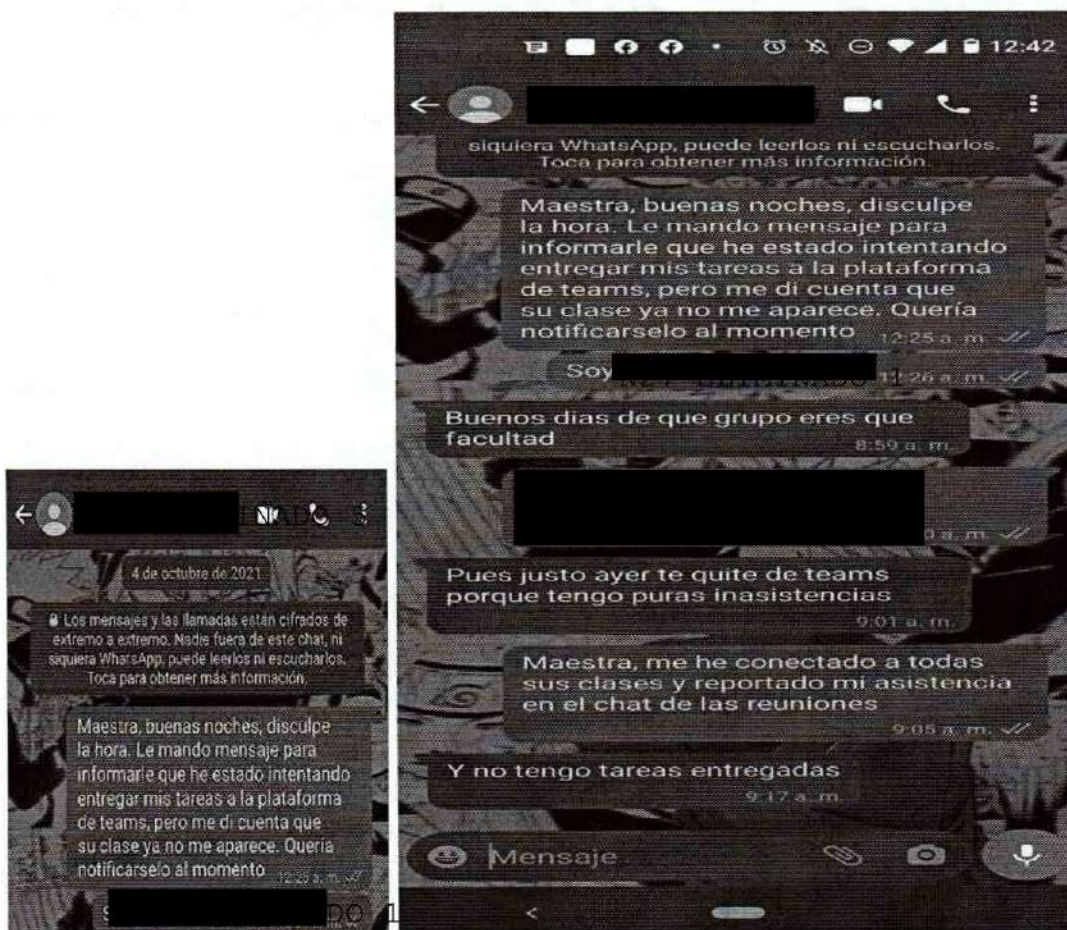 4 de octubre de 2021
Los mensajes y las llamadas están cifrados de
extremo a extremo. Nadie fuera de este chat, ni
siquiera WhatsApp, puede leerlos ni escucharlos.
Toca para obtener más información.
Maestra, buenas noches, disculpe
la hora. Le mando mensaje para
informarle que he estado intentando
entregar mis tareas a la plataforma
de teams, pero me di cuenta que
su clase ya no me aparece. Quería
notificarselo al momento 12:25 a. m.
12:42
siquiera WhatsApp, puede leerlos ni escucharlos.
Toca para obtener más información.
Maestra, buenas noches, disculpe
la hora. Le mando mensaje para
informarle que he estado intentando
entregar mis tareas a la plataforma
de teams, pero me di cuenta que
su clase ya no me aparece. Quería
notificarselo al momento 12:25 a. m.
Soy
Buenos dias de que grupo eres que
facultad 8:59 a. m.
a. m.
Pues justo ayer te quite de teams
porque tengo puras inasistencias
9:01 a. m.
Maestra, me he conectado a todas
sus clases y reportado mi asistencia
en el chat de las reuniones
9:05 a. m.
Y no tengo tareas entregadas
9:17 a. m.
Mensaje